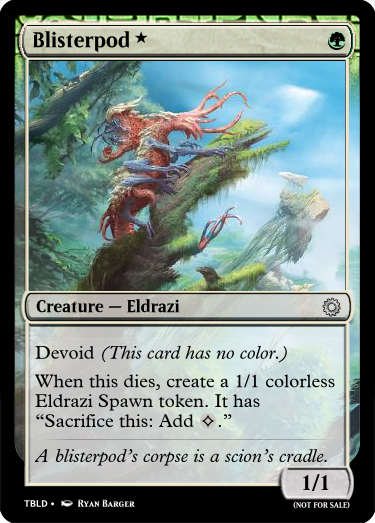 Blisterpod ★
Creature — Eldrazi
Devoid (This card has no color.)
When this dies, create a 1/1 colorless
Eldrazi Spawn token. It has
“Sacrifice this: Add .”
A blisterpod's corpse is a scion's cradle.
1/1
TBLD • Ryan Barger
(NOT FOR SALE)